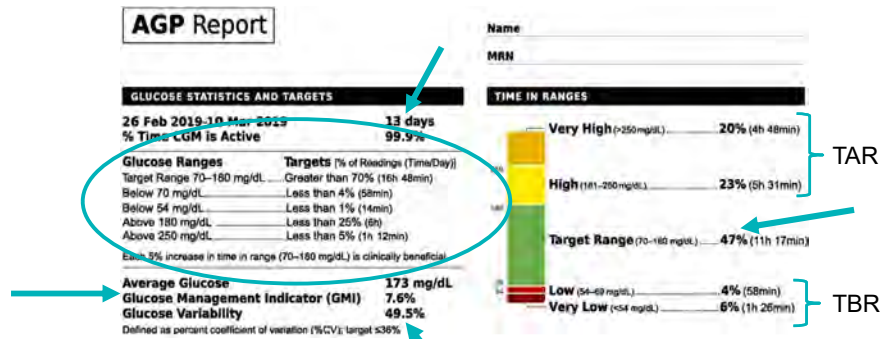 AGP Report
Name
MRN
GLUCOSE STATISTICS AND TARGETS
26 Feb 2019-10 Mar 2019 13 days
% Time CGM is Active 99.9%
Glucose Ranges Targets [% of Readings (Time/Day)]
Target Range 70–180 mg/dL Greater than 70% (16h 48min)
Below 70 mg/dL Less than 4% (58min)
Below 54 mg/dL Less than 1% (14min)
Above 180 mg/dL Less than 25% (6h)
Above 250 mg/dL Less than 5% (1h 12min)
Each 5% increase in time in range (70–180 mg/dL) is clinically beneficial.
Average Glucose 173 mg/dL
Glucose Management Indicator (GMI) 7.6%
Glucose Variability 49.5%
Defined as percent coefficient of variation (%CV); target ≤36%
TIME IN RANGES
Very High (>250 mg/dL) 20% (4h 48min)
TAR
High (181–250 mg/dL) 23% (5h 31min)
Target Range (70–180 mg/dL) 47% (11h 17min)
Low (54–69 mg/dL) 4% (58min)
TBR
Very Low (<54 mg/dL) 6% (1h 26min)